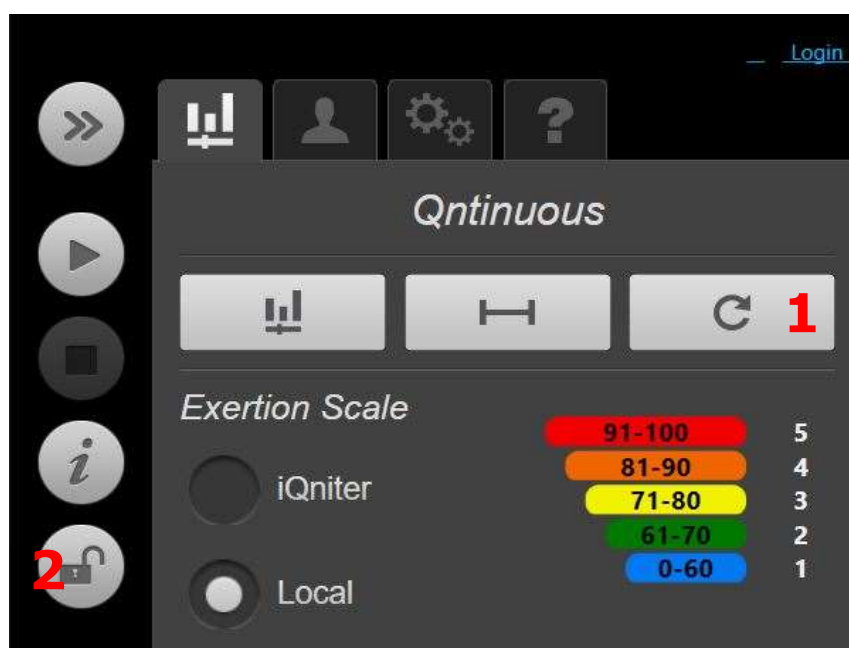 Login
?
Qntinuous
1
Exertion Scale
91-100 5
81-90 4
iQniter
71-80 3
61-70 2
i
0-60 1
2
Local